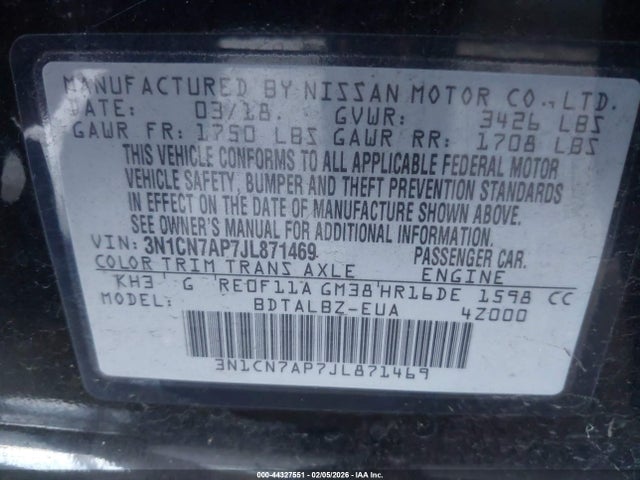 MANUFACTURED BY NISSAN MOTOR CO., LTD.
DATE: 03/18. GVWR: 3426 LBS
GAWR FR: 1750 LBS GAWR RR: 1708 LBS
THIS VEHICLE CONFORMS TO ALL APPLICABLE FEDERAL MOTOR
VEHICLE SAFETY, BUMPER AND THEFT PREVENTION STANDARDS
IN EFFECT ON THE DATE OF MANUFACTURE SHOWN ABOVE.
SEE OWNER'S MANUAL FOR ADDITIONAL INFORMATION.
VIN: 3N1CN7AP7JL871469 PASSENGER CAR.
COLOR TRIM TRANS AXLE ENGINE
KH3 G RE0F11A GM38 HR16DE 1598 CC
MODEL: BDTALBZ-EUA 4Z000
3N1CN7AP7JL871469
000-44327551 - 02/05/2026 - IAA Inc.